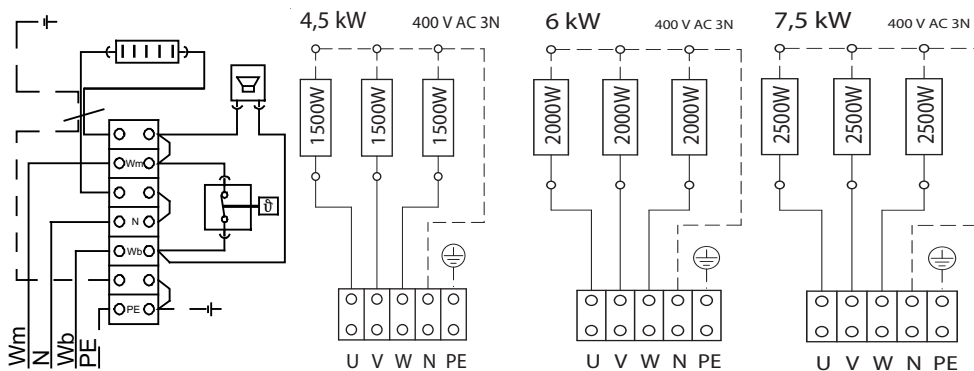 Wm
N
Wb
PE
ϑ
Wm
N
Wb
PE
4,5 kW 400 V AC 3N
1500W
1500W
1500W
U V W N PE
6 kW 400 V AC 3N
2000W
2000W
2000W
U V W N PE
7,5 kW 400 V AC 3N
2500W
2500W
2500W
U V W N PE